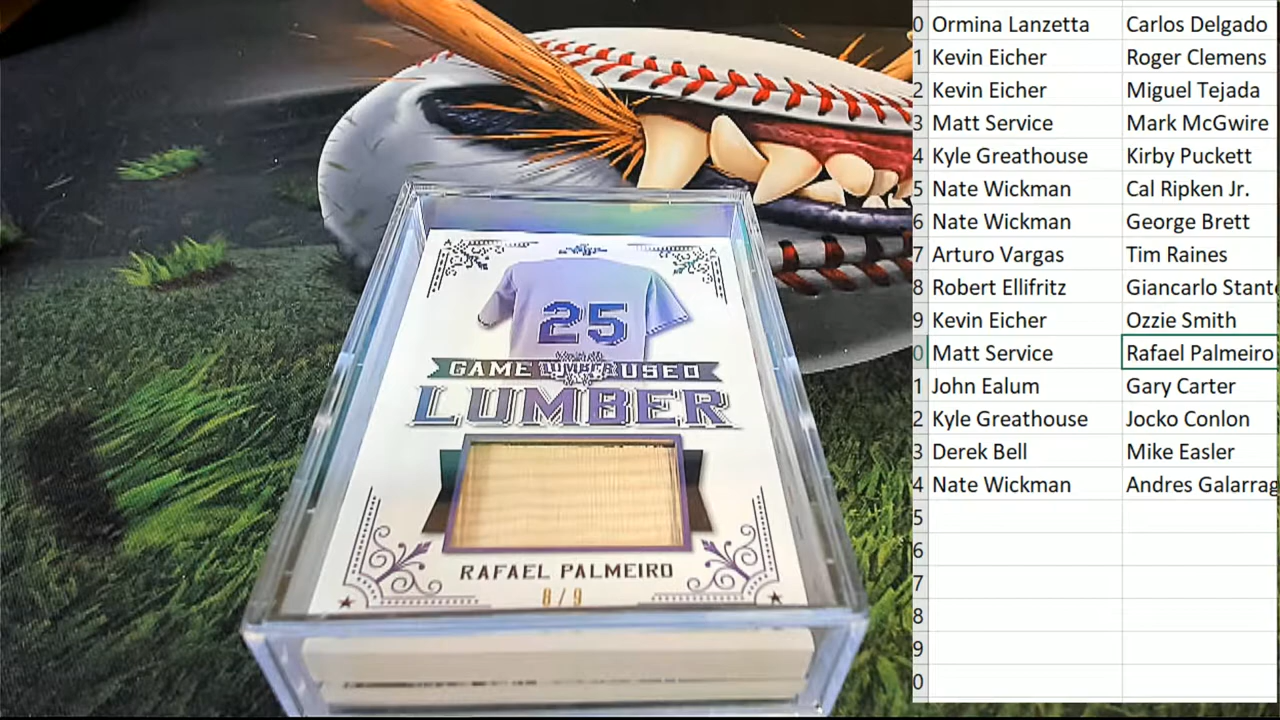 25
GAME LUMBER USED
LUMBER
RAFAEL PALMEIRO
8/9
0 Ormina Lanzetta Carlos Delgado
1 Kevin Eicher Roger Clemens
2 Kevin Eicher Miguel Tejada
3 Matt Service Mark McGwire
4 Kyle Greathouse Kirby Puckett
5 Nate Wickman Cal Ripken Jr.
6 Nate Wickman George Brett
7 Arturo Vargas Tim Raines
8 Robert Ellifritz Giancarlo Stant
9 Kevin Eicher Ozzie Smith
0 Matt Service Rafael Palmeiro
1 John Ealum Gary Carter
2 Kyle Greathouse Jocko Conlon
3 Derek Bell Mike Easler
4 Nate Wickman Andres Galarrag
5
6
7
8
9
0